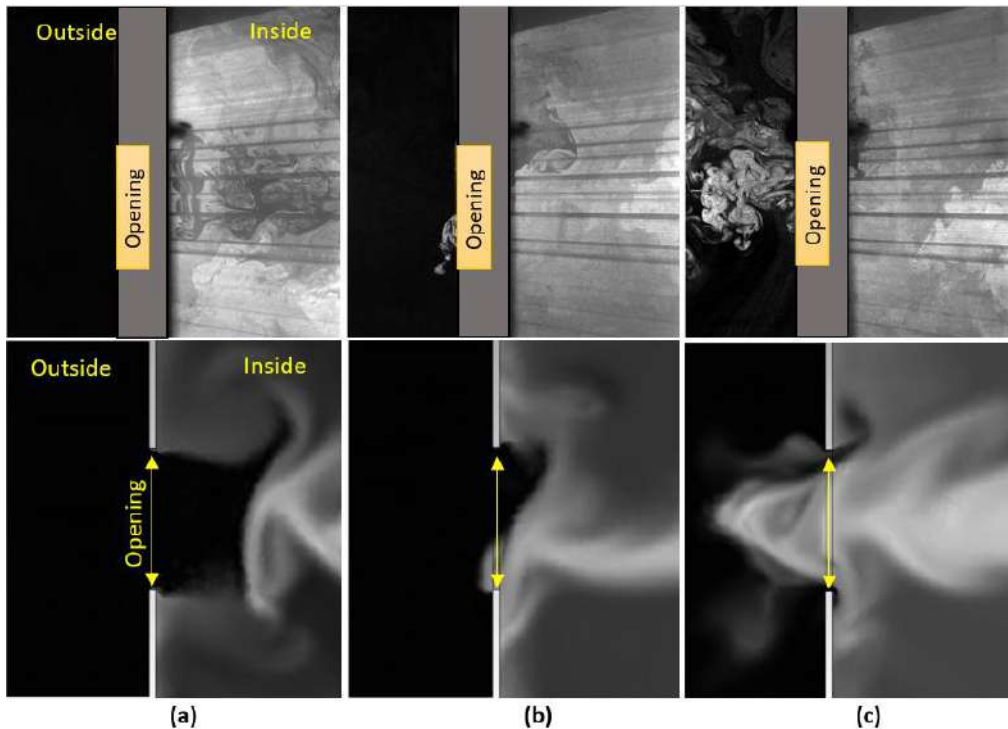 Outside
Inside
Opening
Opening
Opening
Outside
Inside
Opening
(a)
(b)
(c)